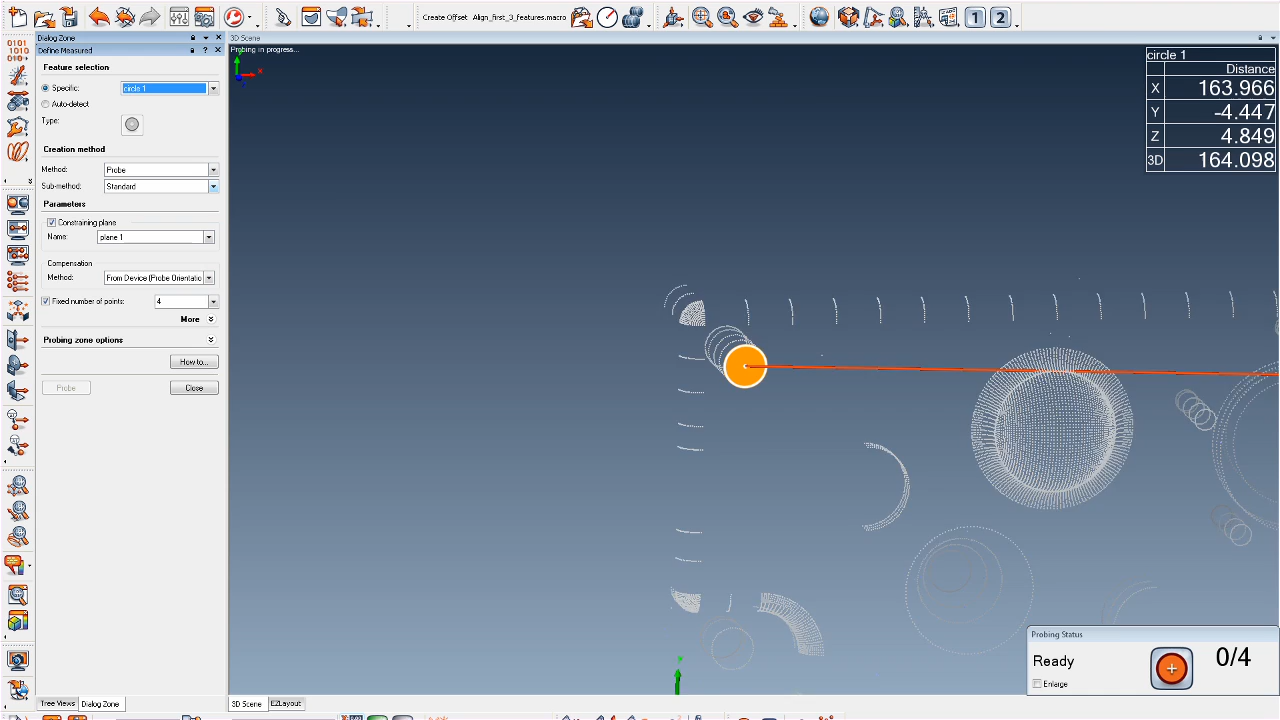 Create Offset Align_first_3_features.macro
1 2
Dialog Zone
3D Scene
Define Measured
Probing in progress...
Feature selection
Specific: circle 1
Auto-detect
Type:
Creation method
Method: Probe
Sub-method: Standard
Parameters
Constraining plane
Name: plane 1
Compensation
Method: From Device (Probe Orientatio
Fixed number of points: 4
More
Probing zone options
How to...
Probe Close
circle 1
Distance
X 163.966
Y -4.447
Z 4.849
3D 164.098
Probing Status
Ready 0/4
Enlarge
Tree Views Dialog Zone 3D Scene EZLayout